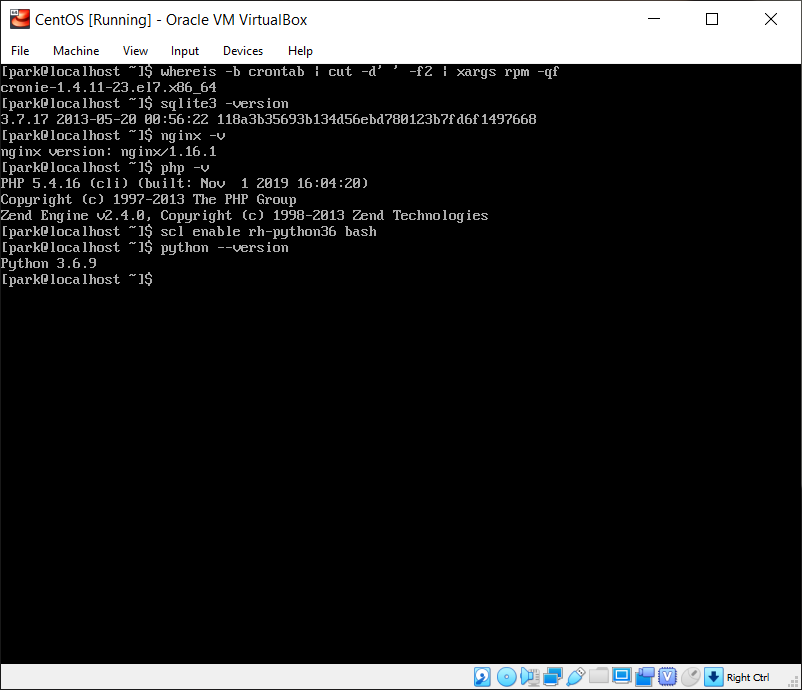 CentOS [Running] - Oracle VM VirtualBox
File Machine View Input Devices Help
[park@localhost ~]$ whereis -b crontab | cut -d' ' -f2 | xargs rpm -qf
cronie-1.4.11-23.el7.x86_64
[park@localhost ~]$ sqlite3 -version
3.7.17 2013-05-20 00:56:22 118a3b35693b134d56ebd780123b7fd6f1497668
[park@localhost ~]$ nginx -v
nginx version: nginx/1.16.1
[park@localhost ~]$ php -v
PHP 5.4.16 (cli) (built: Nov  1 2019 16:04:20)
Copyright (c) 1997-2013 The PHP Group
Zend Engine v2.4.0, Copyright (c) 1998-2013 Zend Technologies
[park@localhost ~]$ scl enable rh-python36 bash
[park@localhost ~]$ python --version
Python 3.6.9
[park@localhost ~]$
Right Ctrl